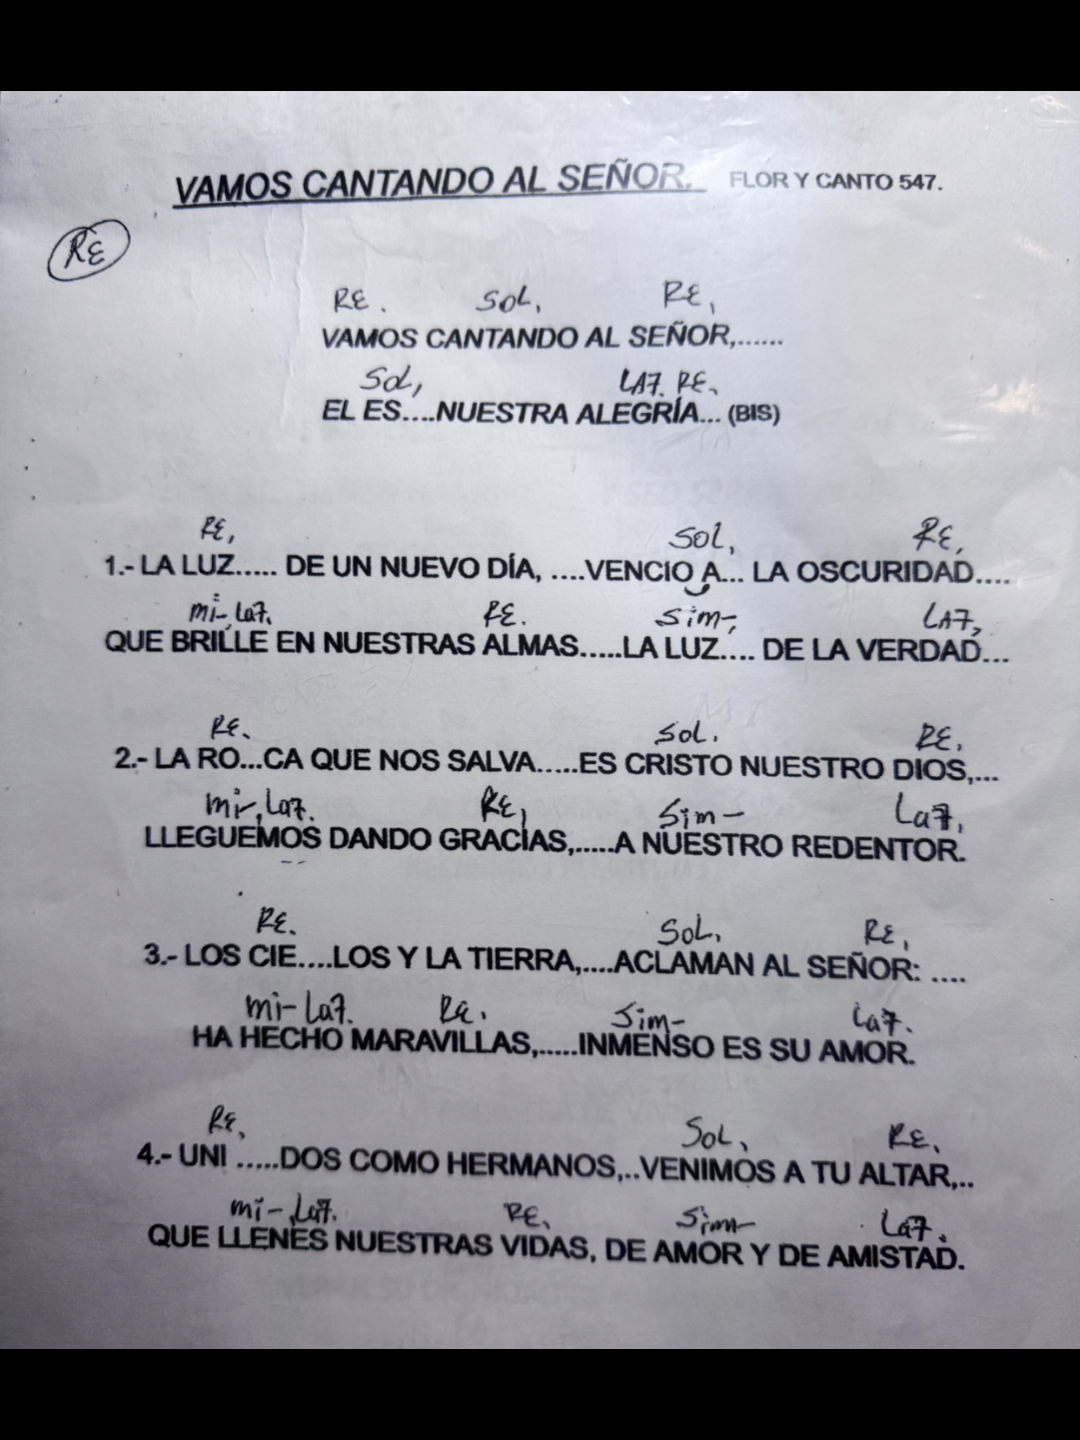 VAMOS CANTANDO AL SEÑOR. FLOR Y CANTO 547.
RE
RE. SOL, RE,
VAMOS CANTANDO AL SEÑOR,......
SOL, LA7. RE.
EL ES....NUESTRA ALEGRÍA... (BIS)
RE, SOL, RE,
1.- LA LUZ..... DE UN NUEVO DÍA, ....VENCIO A... LA OSCURIDAD....
mi- La7. RE. Sim-, LA7,
QUE BRILLE EN NUESTRAS ALMAS.....LA LUZ.... DE LA VERDAD...
RE. SOL. RE.
2.- LA RO...CA QUE NOS SALVA.....ES CRISTO NUESTRO DIOS,...
mi-, La7. RE, Sim- La7,
LLEGUEMOS DANDO GRACIAS,.....A NUESTRO REDENTOR.
RE. SOL. RE,
3.- LOS CIE....LOS Y LA TIERRA,....ACLAMAN AL SEÑOR: ....
mi- La7. RE. Sim- La7.
HA HECHO MARAVILLAS,.....INMENSO ES SU AMOR.
RE, SOL, RE,
4.- UNI .....DOS COMO HERMANOS,..VENIMOS A TU ALTAR,..
mi-, La7. RE, Sim- La7.
QUE LLENES NUESTRAS VIDAS, DE AMOR Y DE AMISTAD.